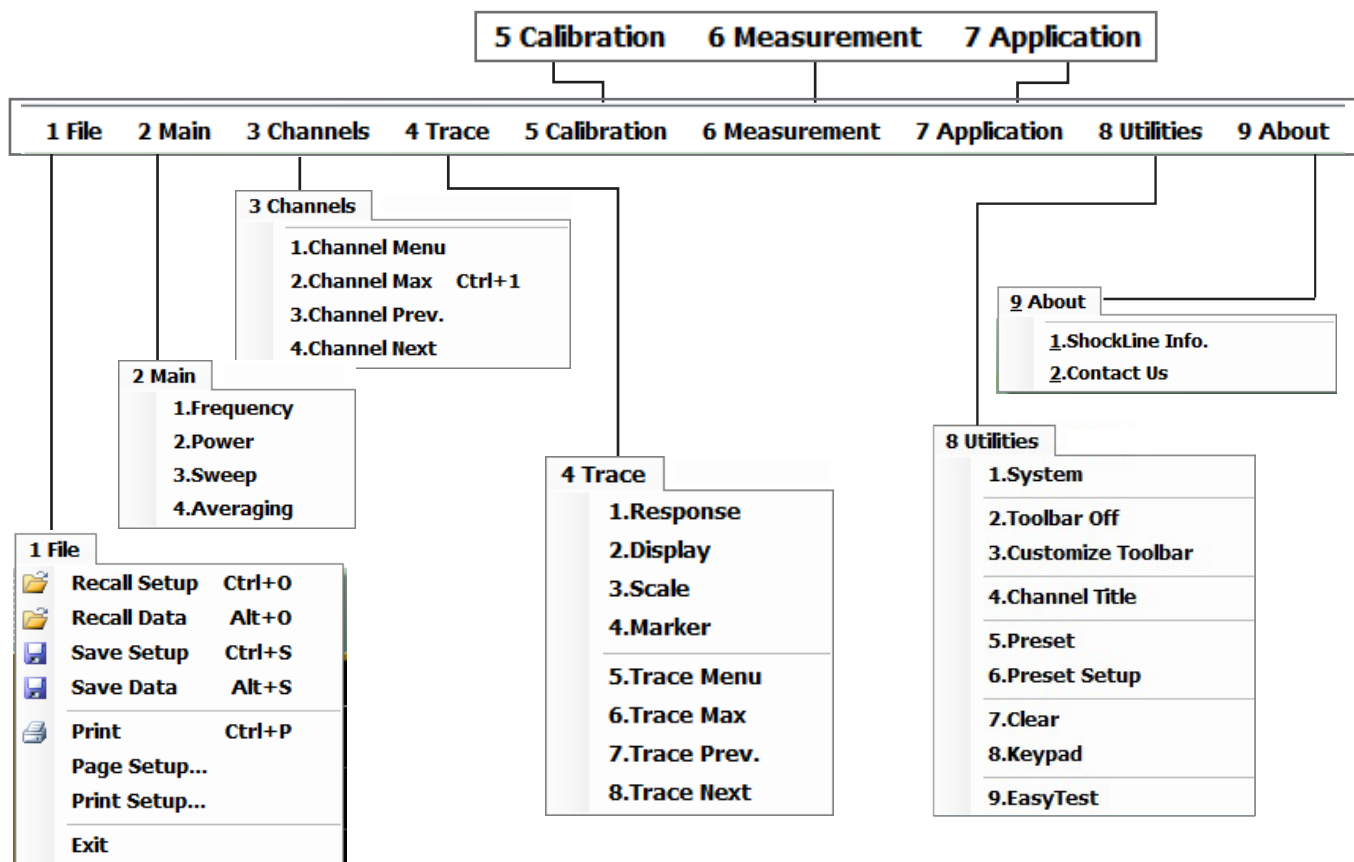 5 Calibration 6 Measurement 7 Application
1 File 2 Main 3 Channels 4 Trace 5 Calibration 6 Measurement 7 Application 8 Utilities 9 About
3 Channels
1.Channel Menu
2.Channel Max Ctrl+1
3.Channel Prev.
4.Channel Next
2 Main
1.Frequency
2.Power
3.Sweep
4.Averaging
1 File
Recall Setup Ctrl+O
Recall Data Alt+O
Save Setup Ctrl+S
Save Data Alt+S
Print Ctrl+P
Page Setup...
Print Setup...
Exit
4 Trace
1.Response
2.Display
3.Scale
4.Marker
5.Trace Menu
6.Trace Max
7.Trace Prev.
8.Trace Next
9 About
1.ShockLine Info.
2.Contact Us
8 Utilities
1.System
2.Toolbar Off
3.Customize Toolbar
4.Channel Title
5.Preset
6.Preset Setup
7.Clear
8.Keypad
9.EasyTest